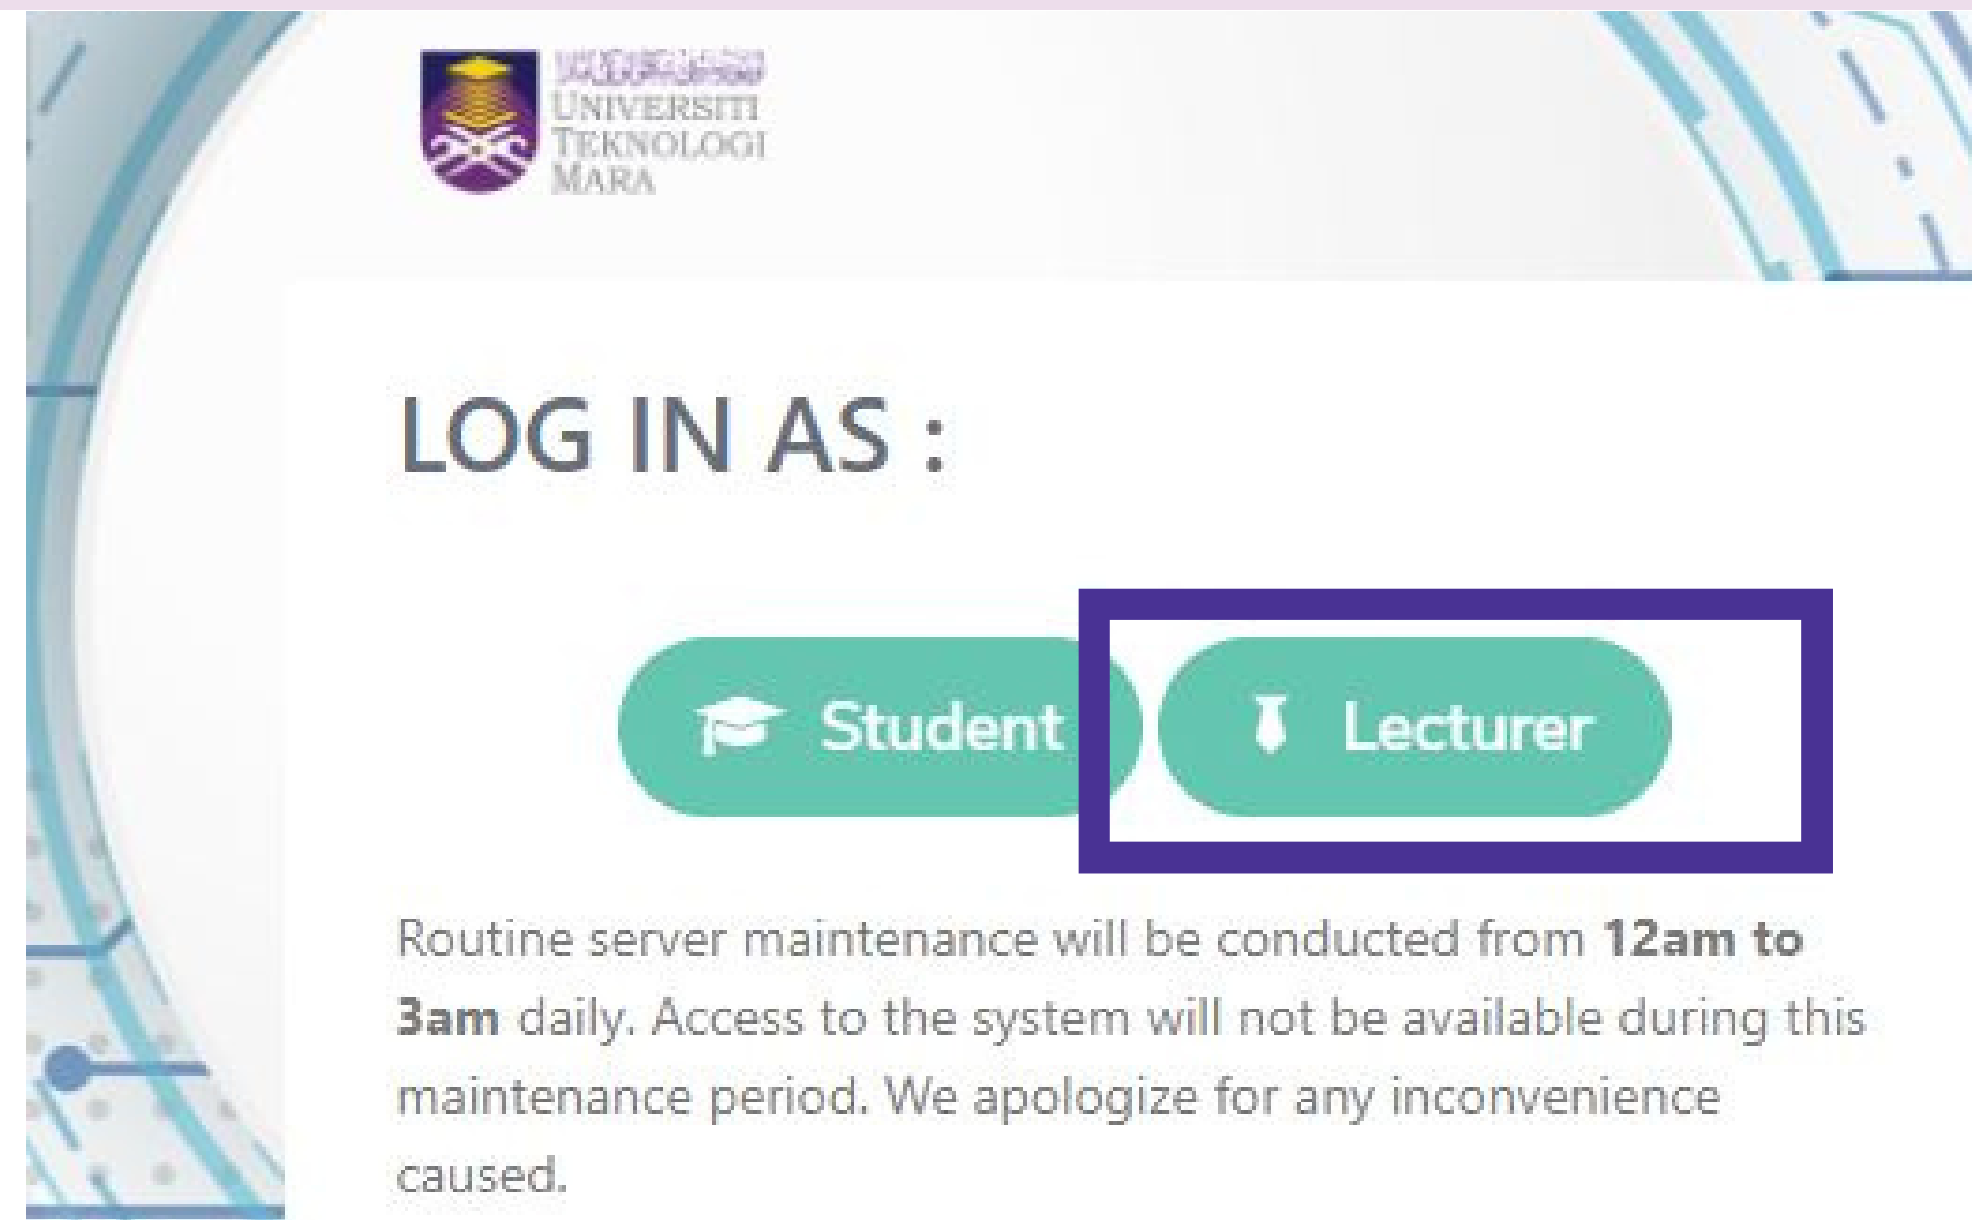 UNIVERSITI
TEKNOLOGI
MARA
LOG IN AS :
Student
Lecturer
Routine server maintenance will be conducted from 12am to
3am daily. Access to the system will not be available during this
maintenance period. We apologize for any inconvenience
caused.